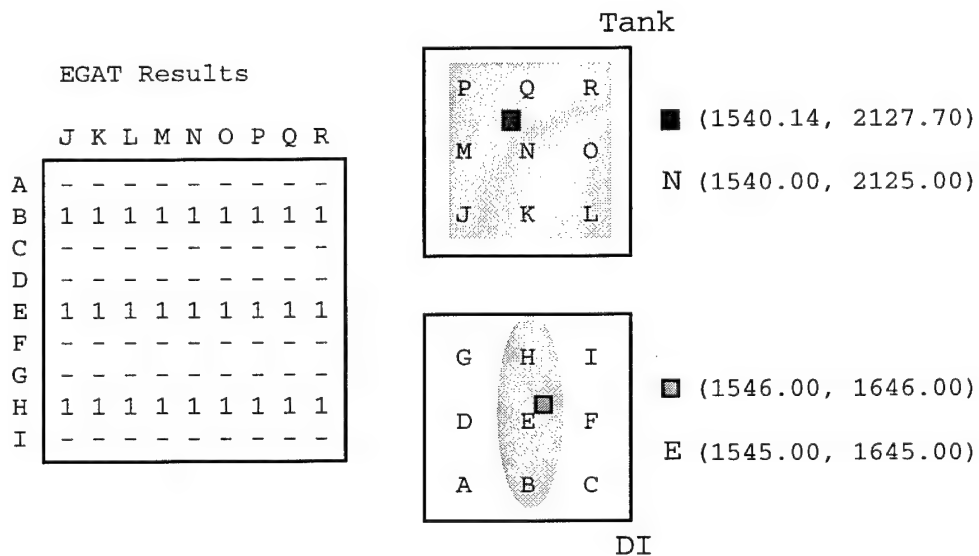 EGAT Results
J K L M N O P Q R
A - - - - - - - - -
B 1 1 1 1 1 1 1 1 1
C - - - - - - - - -
D - - - - - - - - -
E 1 1 1 1 1 1 1 1 1
F - - - - - - - - -
G - - - - - - - - -
H 1 1 1 1 1 1 1 1 1
I - - - - - - - - -
Tank
P Q R
M N O
J K L
(1540.14, 2127.70)
N (1540.00, 2125.00)
G H I
D E F
A B C
(1546.00, 1646.00)
E (1545.00, 1645.00)
DI